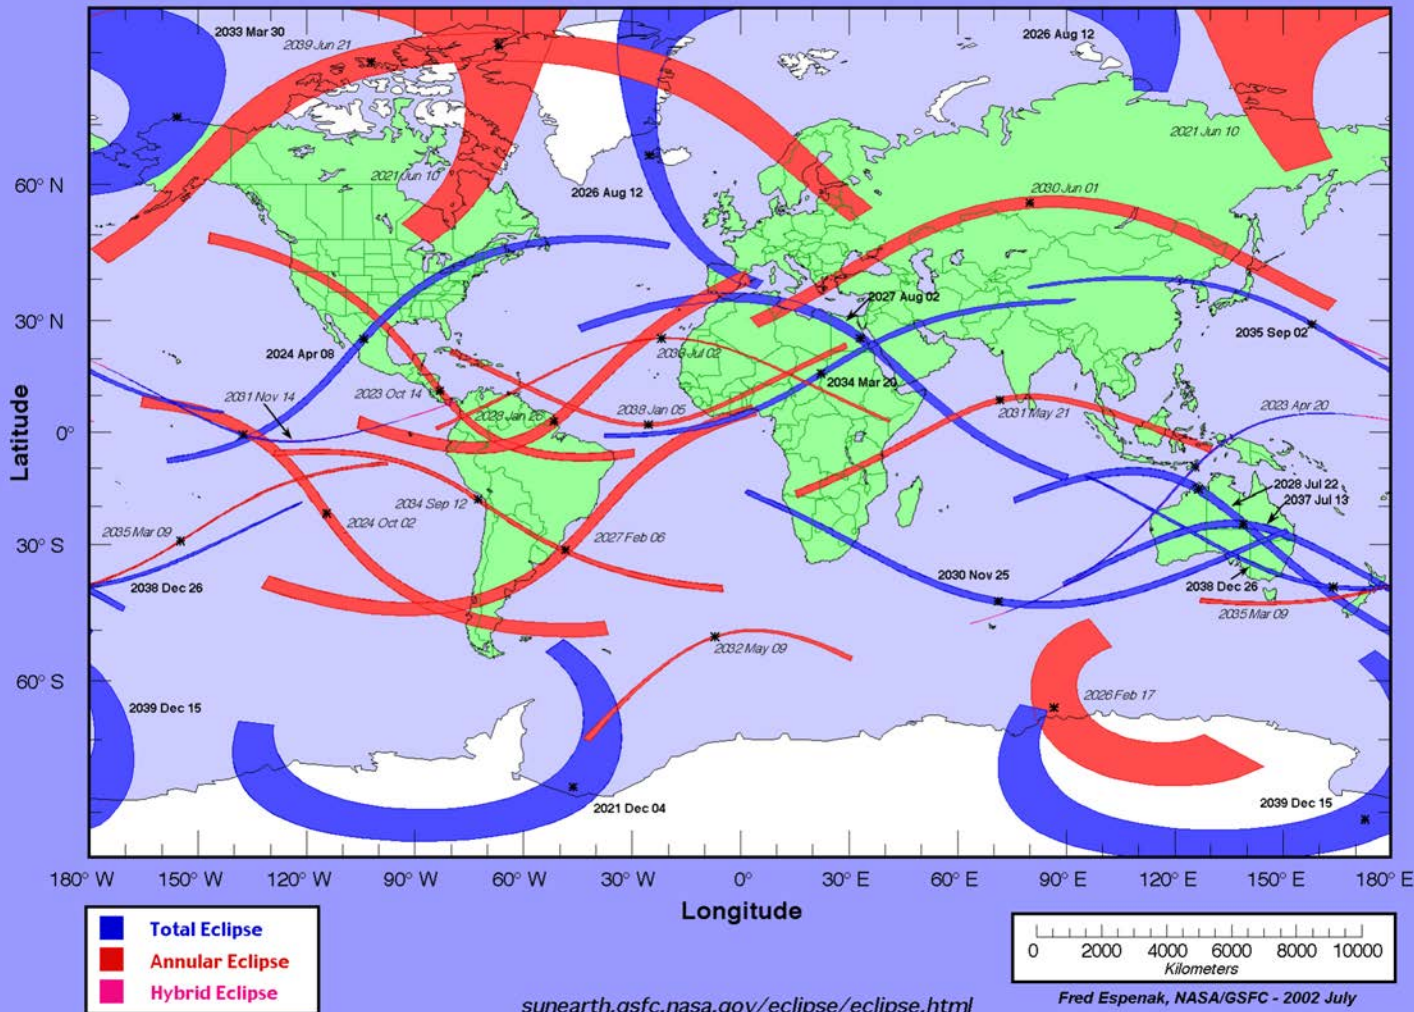 2033 Mar 30
2039 Jun 21
2026 Aug 12
2021 Jun 10
2021 Jun 10
2026 Aug 12
2030 Jun 01
2027 Aug 02
2035 Sep 02
2024 Apr 08
2038 Jul 02
2034 Mar 20
2023 Oct 14
2031 Nov 14
2028 Jan 26
2038 Jan 05
2031 May 21
2023 Apr 20
2028 Jul 22
2037 Jul 13
2034 Sep 12
2024 Oct 02
2035 Mar 09
2027 Feb 06
2038 Dec 26
2030 Nov 25
2038 Dec 26
2035 Mar 09
2032 May 09
2026 Feb 17
2039 Dec 15
2021 Dec 04
2039 Dec 15
Latitude
60° N
30° N
0°
30° S
60° S
180° W 150° W 120° W 90° W 60° W 30° W 0° 30° E 60° E 90° E 120° E 150° E 180° E
Longitude
Total Eclipse
Annular Eclipse
Hybrid Eclipse
0 2000 4000 6000 8000 10000
Kilometers
sunearth.gsfc.nasa.gov/eclipse/eclipse.html
Fred Espenak, NASA/GSFC - 2002 July